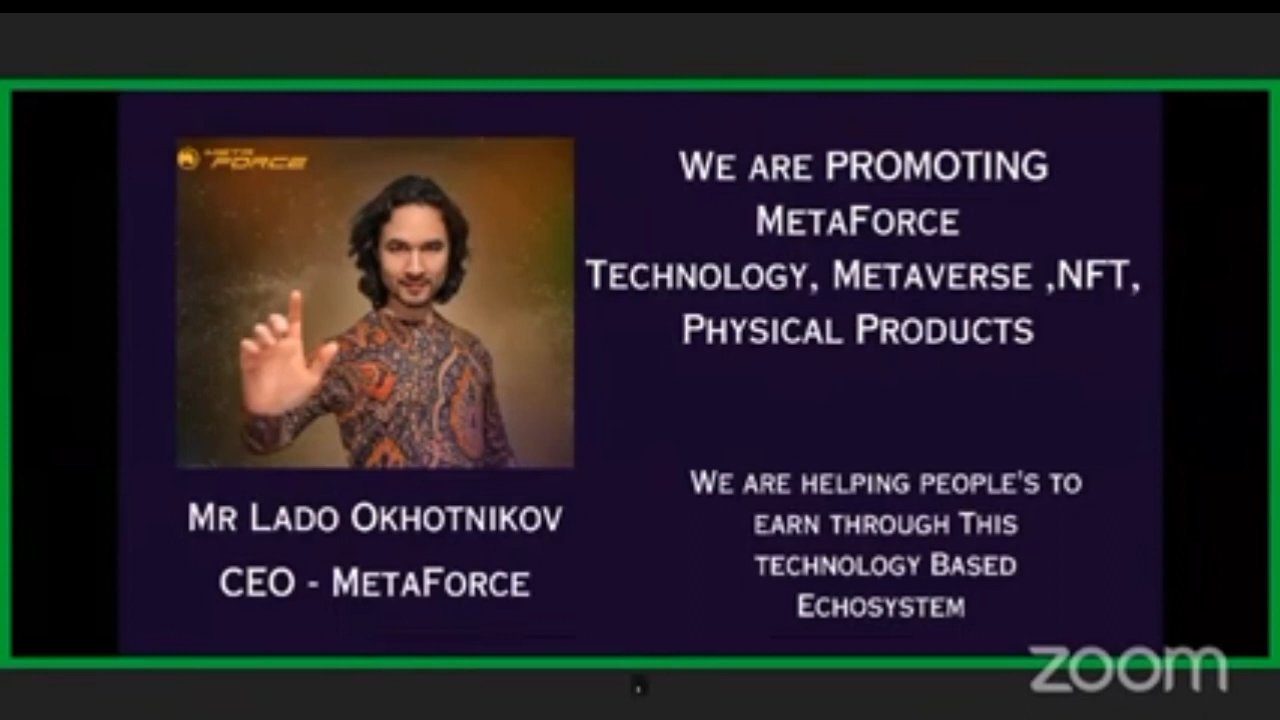 META
FORCE
WE ARE PROMOTING
METAFORCE
TECHNOLOGY, METAVERSE ,NFT,
PHYSICAL PRODUCTS
MR LADO OKHOTNIKOV
CEO - METAFORCE
WE ARE HELPING PEOPLE'S TO
EARN THROUGH THIS
TECHNOLOGY BASED
ECHOSYSTEM
zoom